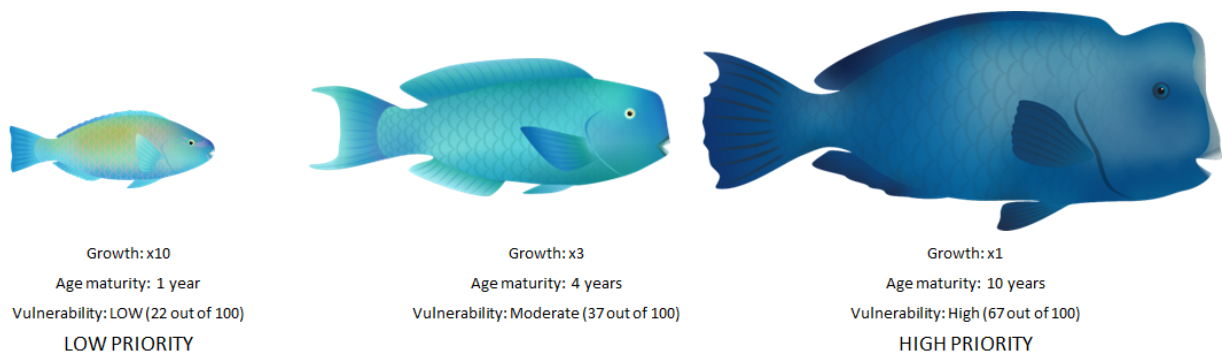 Growth: x10
Age maturity: 1 year
Vulnerability: LOW (22 out of 100)
LOW PRIORITY
Growth: x3
Age maturity: 4 years
Vulnerability: Moderate (37 out of 100)
Growth: x1
Age maturity: 10 years
Vulnerability: High (67 out of 100)
HIGH PRIORITY